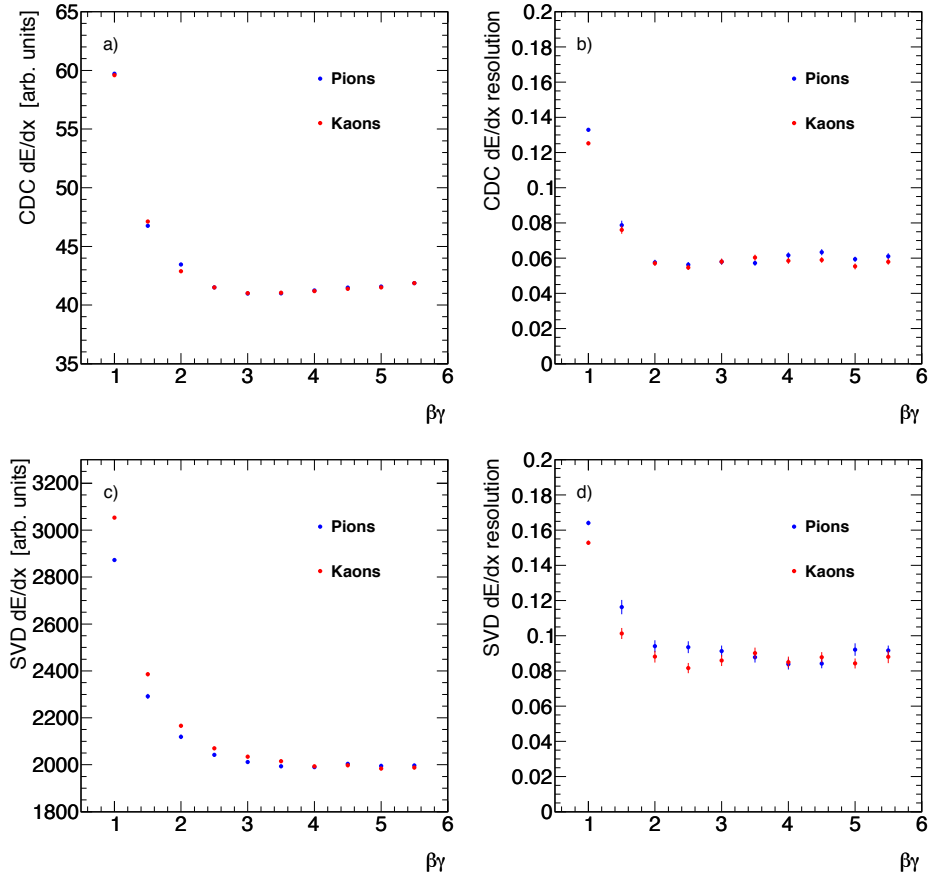 a)
CDC dE/dx [arb. units]
65
60
55
50
45
40
35
Pions
Kaons
1 2 3 4 5 6
βγ
b)
CDC dE/dx resolution
0.2
0.18
0.16
0.14
0.12
0.1
0.08
0.06
0.04
0.02
0
Pions
Kaons
1 2 3 4 5 6
βγ
c)
SVD dE/dx [arb. units]
3200
3000
2800
2600
2400
2200
2000
1800
Pions
Kaons
1 2 3 4 5 6
βγ
d)
SVD dE/dx resolution
0.2
0.18
0.16
0.14
0.12
0.1
0.08
0.06
0.04
0.02
0
Pions
Kaons
1 2 3 4 5 6
βγ